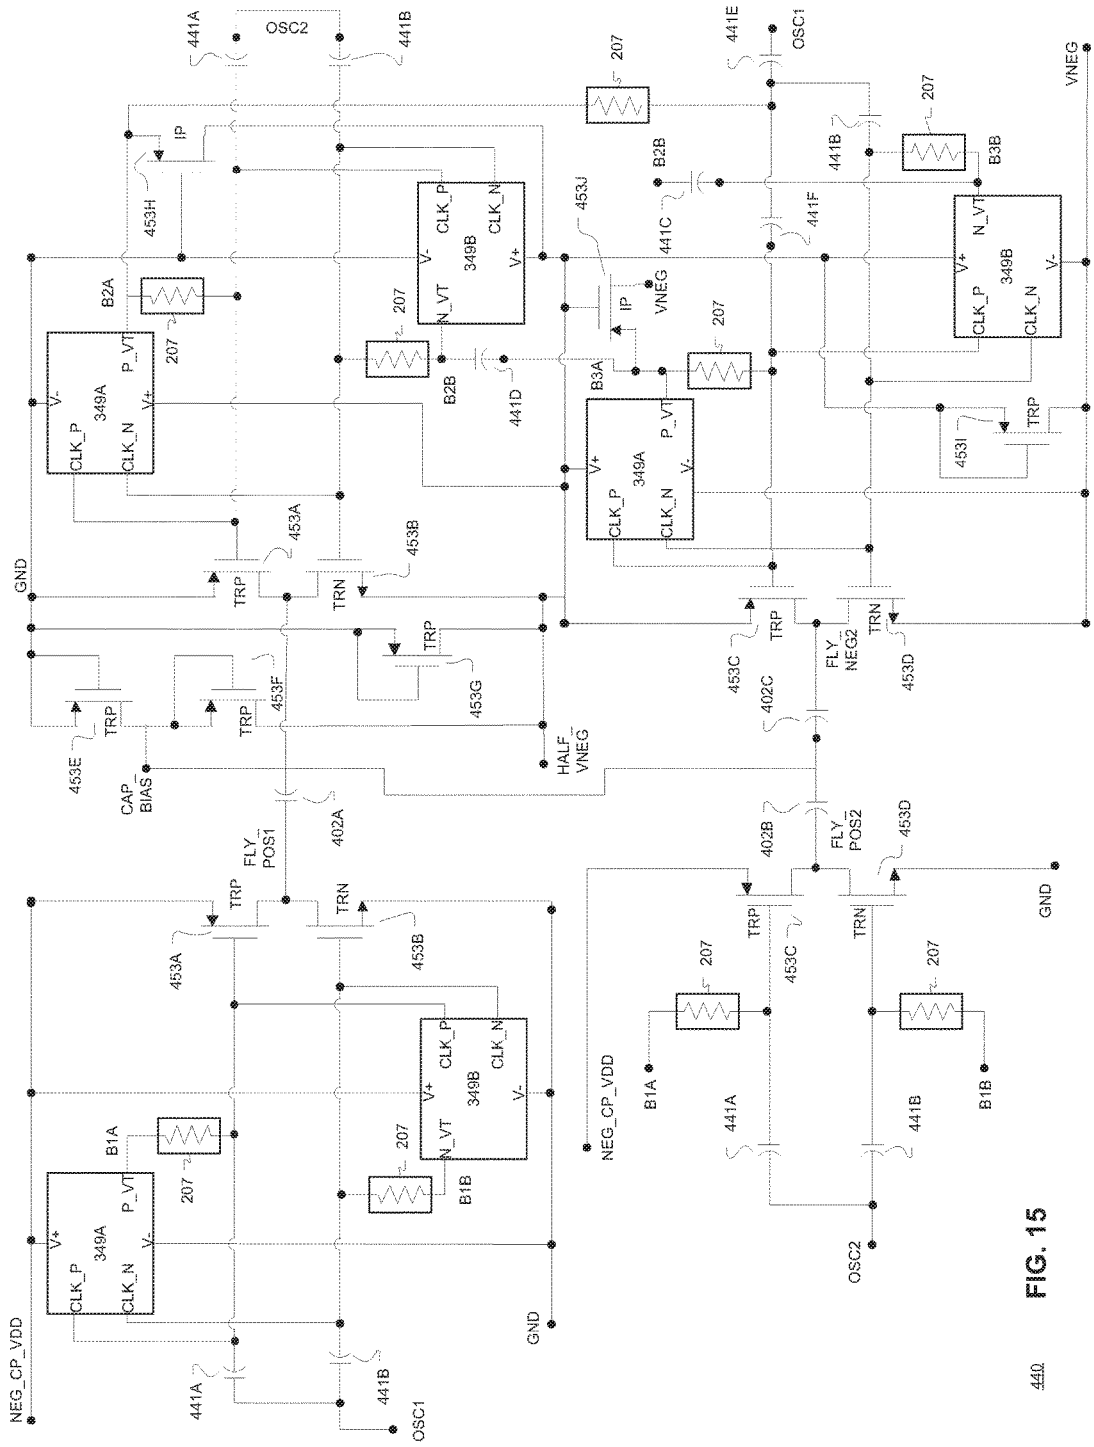 NEG_CP_VDD
OSC1
441A
441B
V+
349A
CLK_P
CLK_N
P_VT
V-
B1A
207
GND
207
B1B
V+
N_VT
349B
CLK_P
CLK_N
V-
453A
TRP
TRN
453B
FLY_
POS1
402A
CAP_
BIAS
453E
TRP
453F
TRP
453G
TRP
HALF_
VNEG
GND
453A
TRP
TRN
453B
V-
349A
CLK_P
CLK_N
P_VT
V+
B2A
207
207
B2B
441D
V-
N_VT
349B
CLK_P
CLK_N
V+
453H
IP
441A
OSC2
441B
207
NEG_CP_VDD
B1A
207
441A
441B
OSC2
207
B1B
TRP
453C
TRN
453D
GND
FLY_
POS2
402B
402C
FLY_
NEG2
453C
TRP
TRN
453D
V+
349A
CLK_P
CLK_N
P_VT
V-
B3A
207
IP
453J
VNEG
441F
B2B
441C
453I
TRP
V+
349B
CLK_P
CLK_N
N_VT
V-
B3B
207
441B
441E
OSC1
VNEG
440
FIG. 15